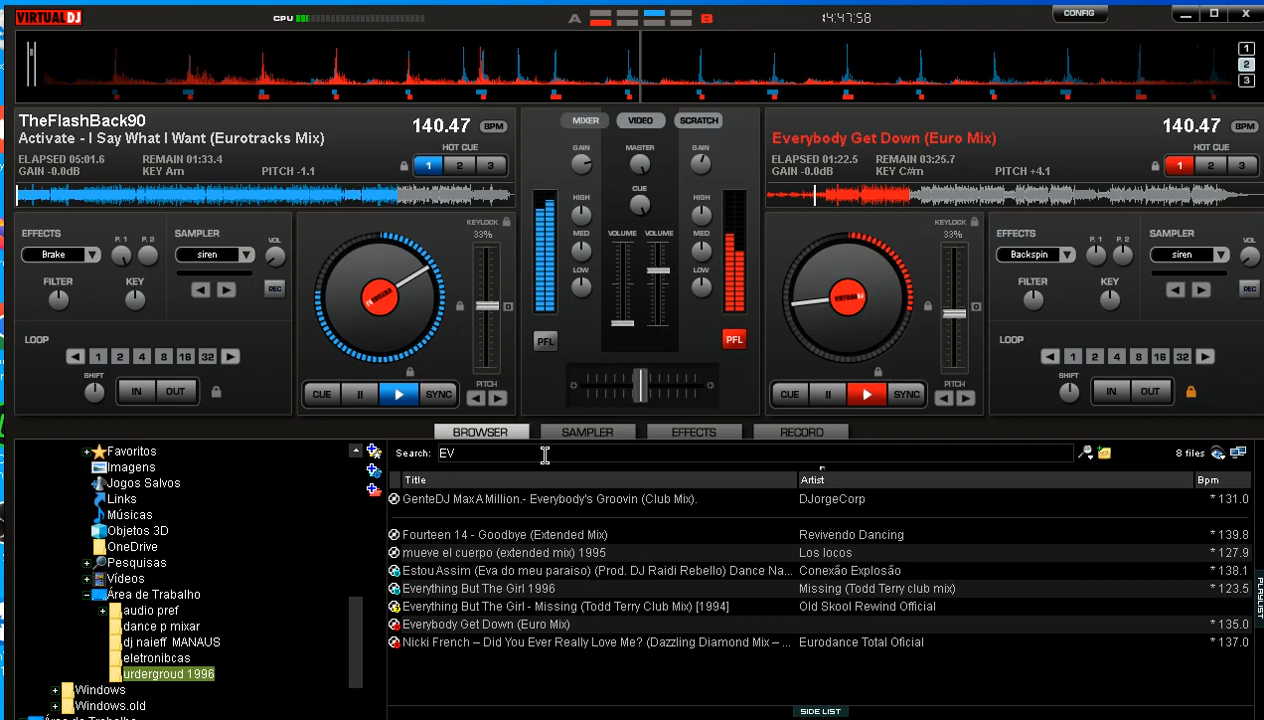 VIRTUALDJ
CPU
A B
14:47:58
CONFIG
1
2
3
TheFlashBack90
Activate - I Say What I Want (Eurotracks Mix)
140.47 BPM
ELAPSED 05:01.6 REMAIN 01:33.4
GAIN -0.0dB KEY Am PITCH -1.1
HOT CUE
1 2 3
MIXER VIDEO SCRATCH
GAIN MASTER GAIN
CUE
HIGH HIGH
MED VOLUME VOLUME MED
LOW LOW
PFL PFL
Everybody Get Down (Euro Mix)
140.47 BPM
ELAPSED 01:22.5 REMAIN 03:25.7
GAIN -0.0dB KEY C#m PITCH +4.1
HOT CUE
1 2 3
EFFECTS SAMPLER
Brake P. 1 P. 2 siren VOL
FILTER KEY REC
LOOP
1 2 4 8 16 32
SHIFT IN OUT
KEYLOCK
33%
CUE II SYNC
PITCH
KEYLOCK
33%
VIRTUALDJ
CUE II SYNC
PITCH
EFFECTS SAMPLER
Backspin P. 1 P. 2 siren VOL
FILTER KEY REC
LOOP
1 2 4 8 16 32
SHIFT IN OUT
BROWSER SAMPLER EFFECTS RECORD
Favoritos
Imagens
Jogos Salvos
Links
Músicas
Objetos 3D
OneDrive
Pesquisas
Vídeos
Área de Trabalho
audio pref
dance p mixar
dj naieff MANAUS
eletronibcas
urdergroud 1996
Windows
Windows.old
Search: EV 8 files
Title Artist Bpm
GenteDJ Max A Million.- Everybody's Groovin (Club Mix). DJorgeCorp * 131.0
Fourteen 14 - Goodbye (Extended Mix) Revivendo Dancing * 139.8
mueve el cuerpo (extended mix) 1995 Los locos * 127.9
Estou Assim (Eva do meu paraiso) (Prod. DJ Raidi Rebello) Dance Na... Conexão Explosão * 138.1
Everything But The Girl 1996 Missing (Todd Terry club mix) * 123.5
Everything But The Girl - Missing (Todd Terry Club Mix) [1994] Old Skool Rewind Official
Everybody Get Down (Euro Mix) * 135.0
Nicki French – Did You Ever Really Love Me? (Dazzling Diamond Mix – ... Eurodance Total Oficial * 137.0
PLAYLIST
SIDE LIST